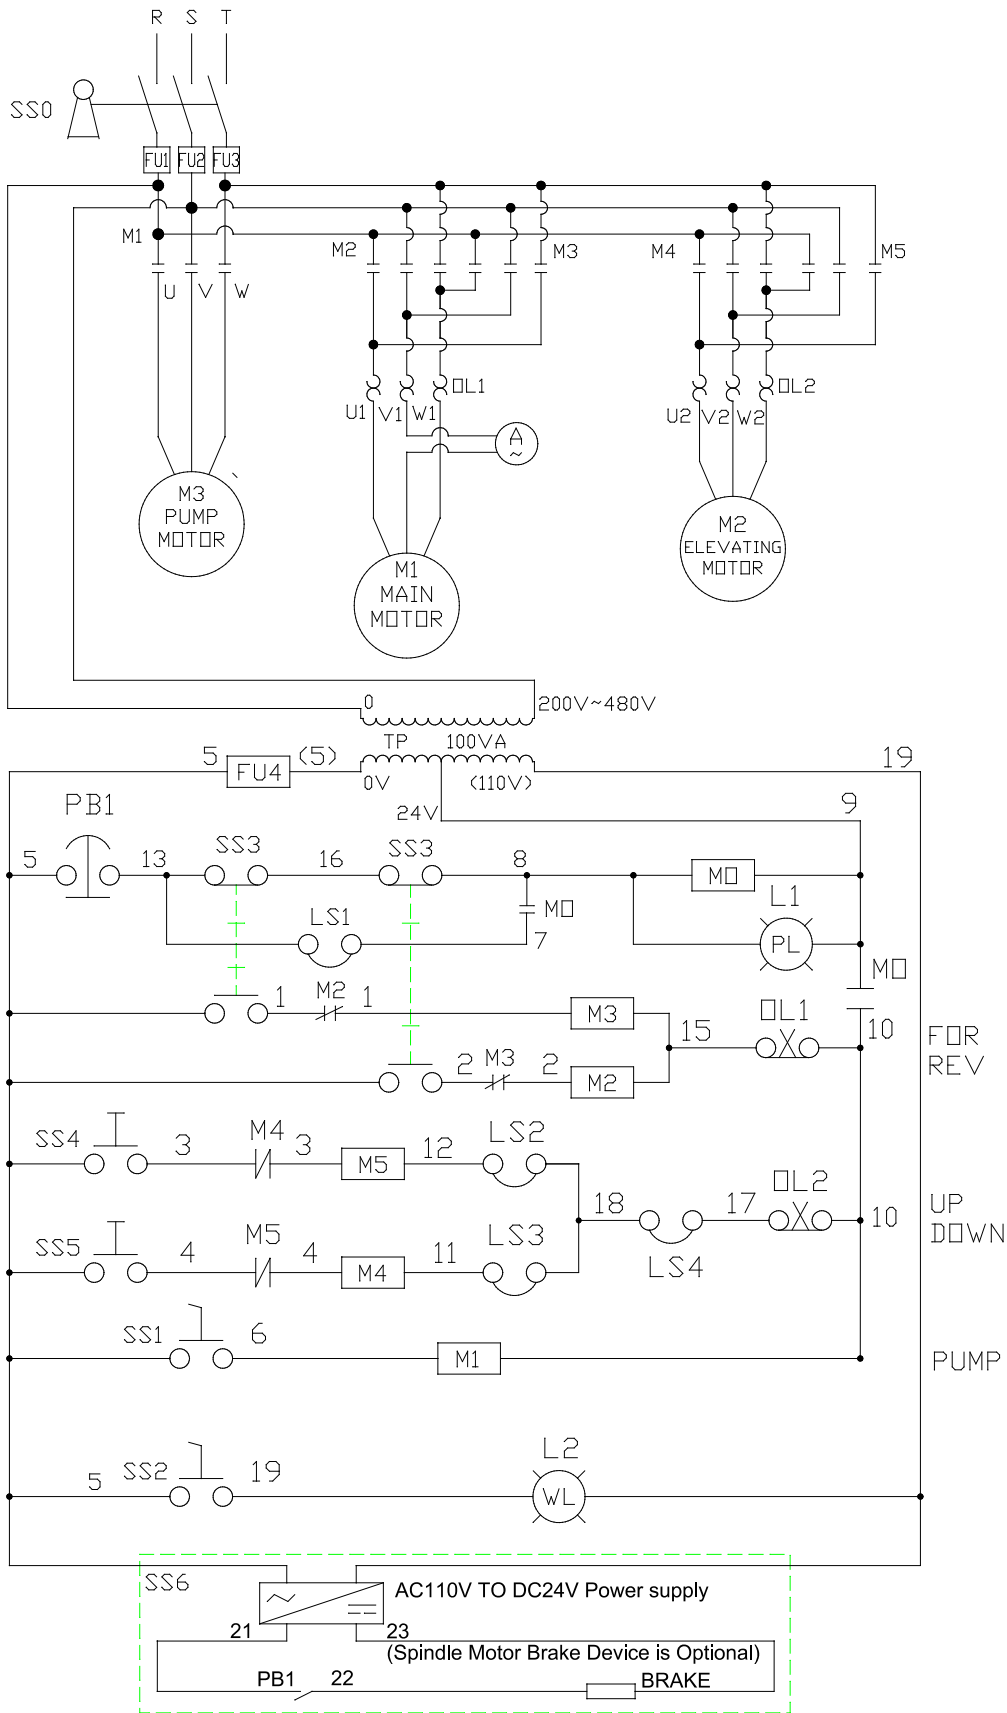 R S T
SS0
FU1 FU2 FU3
M1 M2 M3 M4 M5
U V W
OL1 OL2
U1 V1 W1 U2 V2 W2
A
~
M3
PUMP
MOTOR
M2
ELEVATING
MOTOR
M1
MAIN
MOTOR
0 200V~480V
TP 100VA
5 FU4 (5) 19
0V (110V)
24V 9
PB1
5 13 SS3 16 SS3 8 M0
L1
M0
LS1 7 PL
M0
1 M2 1 M3
15 OL1 10 FOR
REV
2 M3 2 M2
SS4 3 M4 3 M5 12 LS2
18 17 OL2 10 UP
DOWN
LS4
SS5 4 M5 4 M4 11 LS3
SS1 6 M1 PUMP
L2
5 SS2 19 WL
SS6
AC110V TO DC24V Power supply
21 23
(Spindle Motor Brake Device is Optional)
PB1 22 BRAKE